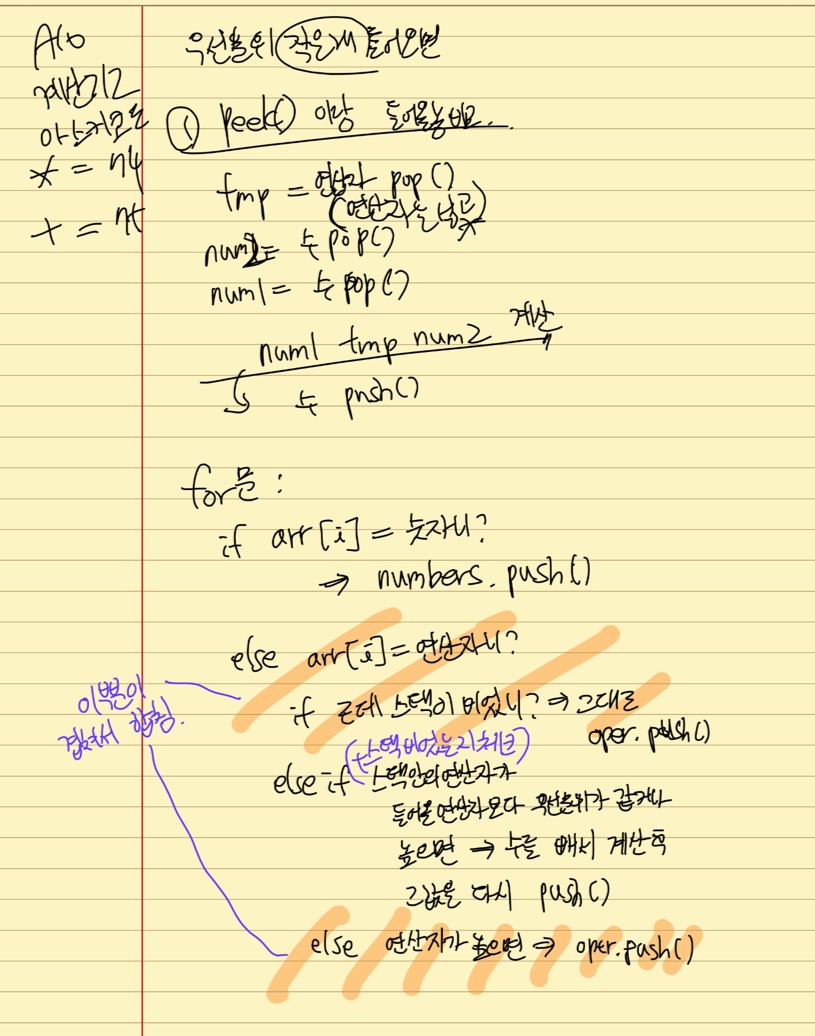 A10
계산기2
아스키코드
* = 42
+ = 45
우선순위 작은게 들어오면
① peek() 이랑 들어올놈 비교.
tmp = 연산자 pop()
(연산자는 넣고)
num2 = 수 pop()
num1 = 수 pop()
num1 tmp num2 계산
수 push()
for문 :
if arr[i] = 숫자니?
→ numbers. push()
else arr[i] = 연산자니?
if 근데 스택이 비었니? ⇒ 그대로
oper. push()
(+스택비었는지체크)
else if 스택안의연산자가
들어올 연산자보다 우선순위가 같거나
높으면 → 수를 빼서 계산후
그값을 다시 push()
else 연산자가 높으면 ⇒ oper.push()
이부분이
겹쳐서 합침.